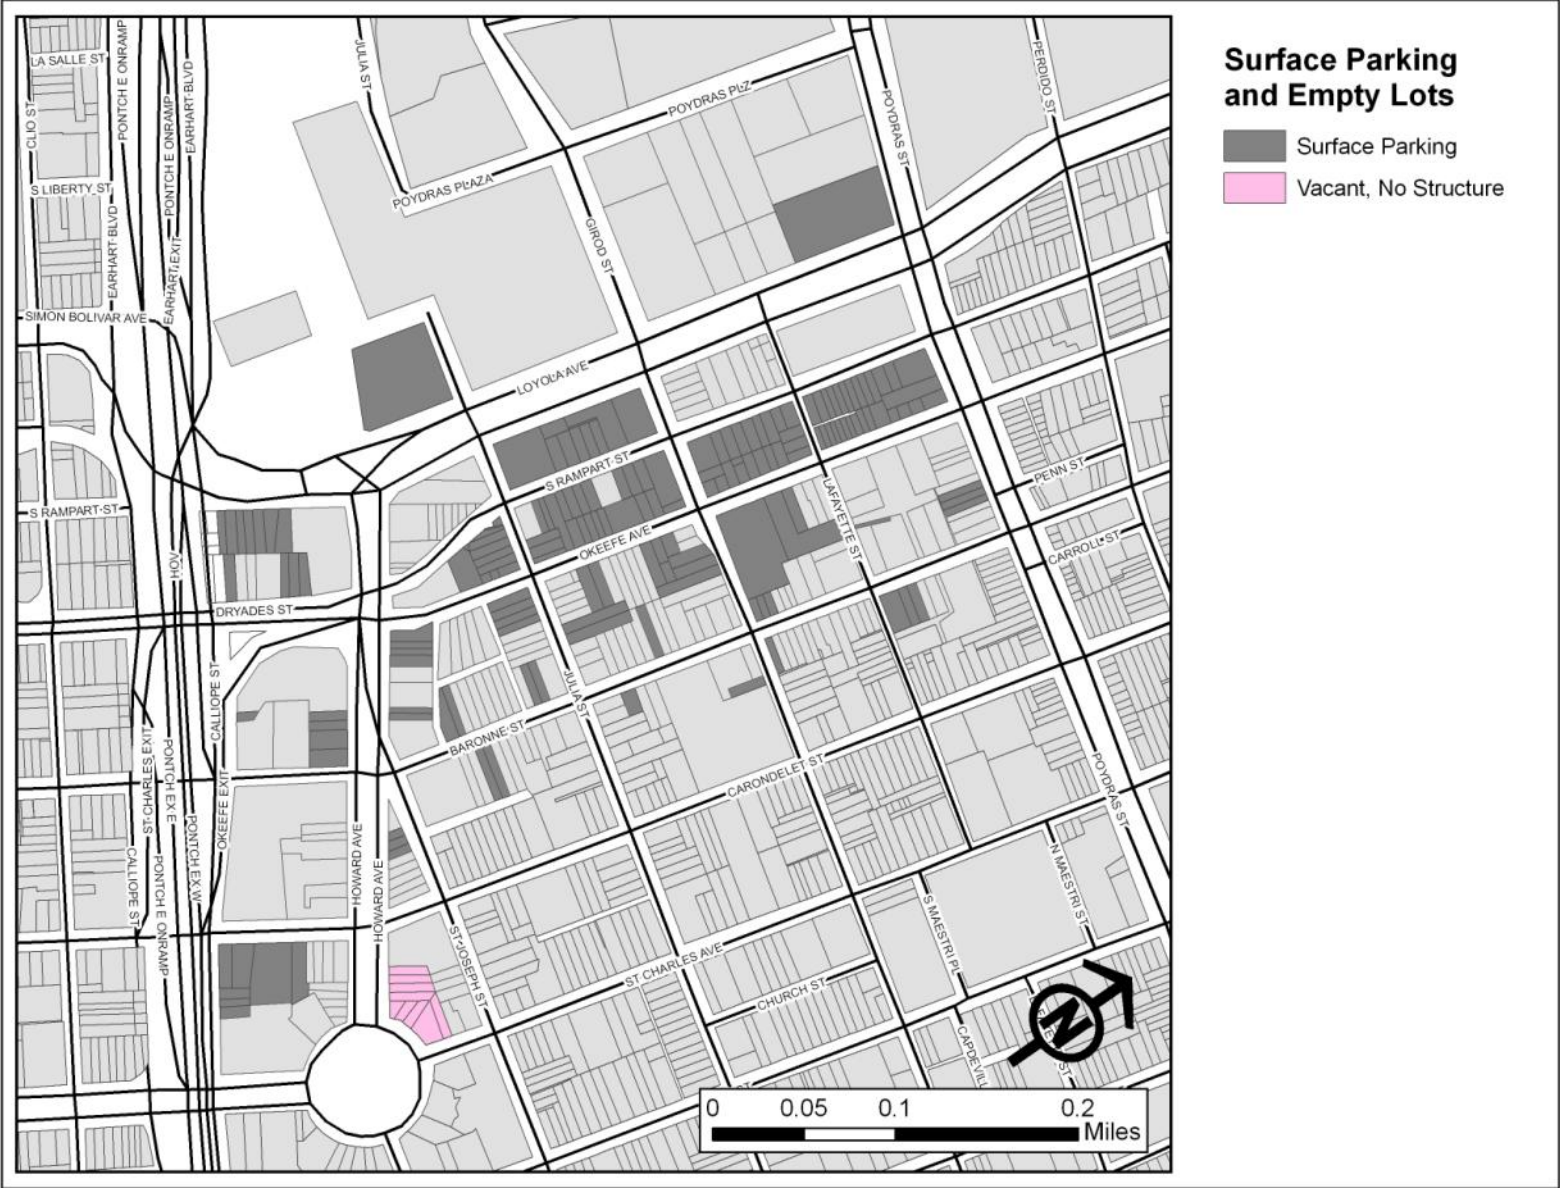 Surface Parking
and Empty Lots
Surface Parking
Vacant, No Structure
LA SALLE ST
CLIO ST
PONTCH E ONRAMP
PONTCH E ONRAMP
EARHART BLVD
JULIA ST
POYDRAS PLZ
POYDRAS ST
PERDIDO ST
S LIBERTY ST
EARHART BLVD
EARHART EXIT
POYDRAS PLAZA
GIROD ST
SIMON BOLIVAR AVE
LOYOLA AVE
S RAMPART ST
PENN ST
S RAMPART ST
LAFAYETTE ST
OKEEFE AVE
CARROLL ST
HOV
DRYADES ST
CALLIOPE ST
JULIA ST
BARONNE ST
ST CHARLES EXIT
PONTCH EX E
PONTCH EX W
OKEEFE EXIT
CARONDELET ST
POYDRAS ST
CALLIOPE ST
PONTCH E ONRAMP
HOWARD AVE
HOWARD AVE
N MAESTRI ST
S MAESTRI PL
ST JOSEPH ST
ST CHARLES AVE
CHURCH ST
CAPDEVILL
ST
ST
N
0 0.05 0.1 0.2
Miles